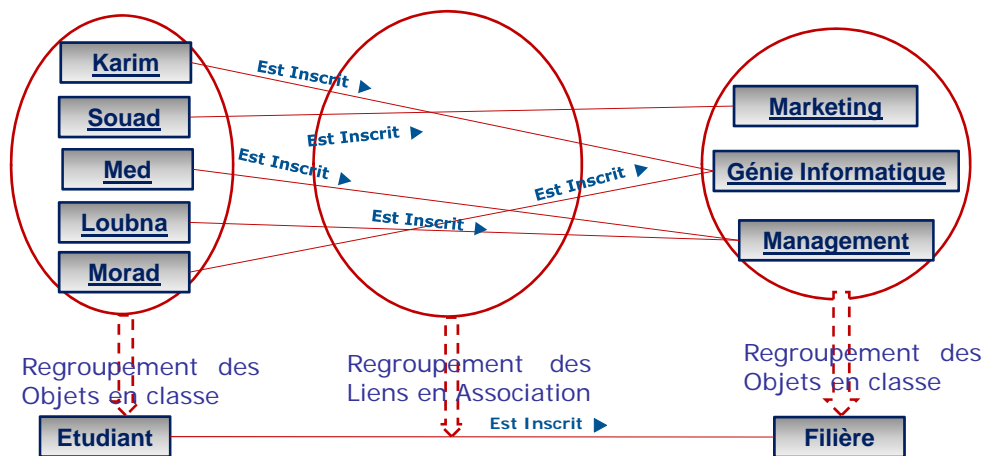 Karim
Souad
Med
Loubna
Morad
Est Inscrit
Est Inscrit
Est Inscrit
Est Inscrit
Est Inscrit
Marketing
Génie Informatique
Management
Regroupement des
Objets en classe
Regroupement des
Liens en Association
Regroupement des
Objets en classe
Etudiant
Est Inscrit
Filière